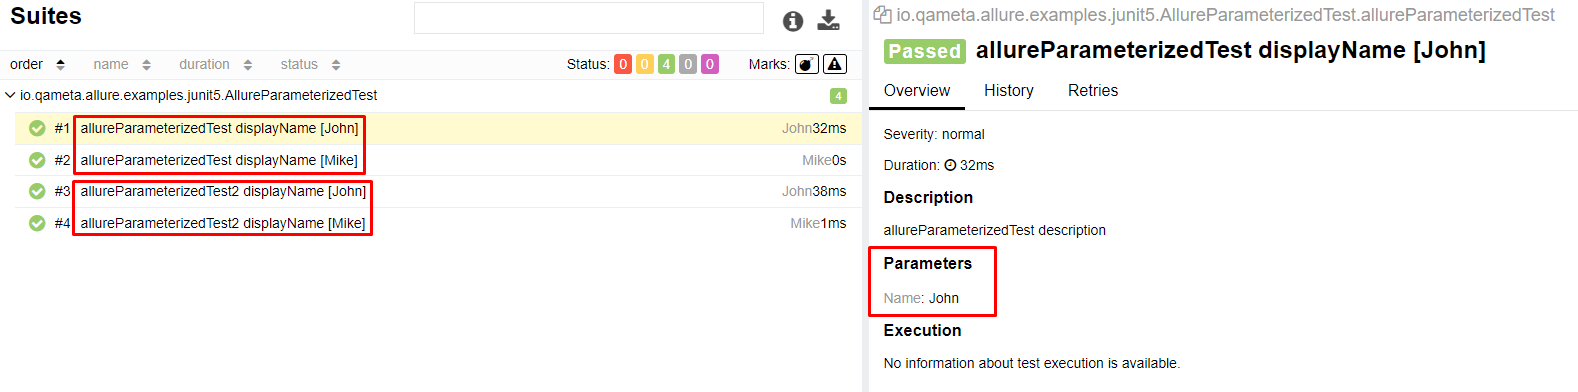 Suites
order name duration status Status: 0 0 4 0 0 Marks:
io.qameta.allure.examples.junit5.AllureParameterizedTest 4
#1 allureParameterizedTest displayName [John] John32ms
#2 allureParameterizedTest displayName [Mike] Mike0s
#3 allureParameterizedTest2 displayName [John] John38ms
#4 allureParameterizedTest2 displayName [Mike] Mike1ms
io.qameta.allure.examples.junit5.AllureParameterizedTest.allureParameterizedTest
Passed allureParameterizedTest displayName [John]
Overview History Retries
Severity: normal
Duration: 32ms
Description
allureParameterizedTest description
Parameters
Name: John
Execution
No information about test execution is available.